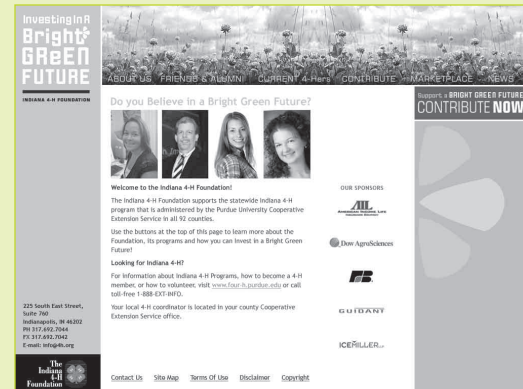 Investing In A
Bright
GReEN
FUTURE
INDIANA 4-H FOUNDATION
ABOUT US FRIENDS & ALUMNI CURRENT 4-Hers CONTRIBUTE MARKETPLACE NEWS
Support a BRIGHT GREEN FUTURE
CONTRIBUTE NOW
Do you Believe in a Bright Green Future?
Welcome to the Indiana 4-H Foundation!
The Indiana 4-H Foundation supports the statewide Indiana 4-H
program that is administered by the Purdue University Cooperative
Extension Service in all 92 counties.
Use the buttons at the top of this page to learn more about the
Foundation, its programs and how you can Invest in a Bright Green
Future!
Looking for Indiana 4-H?
For information about Indiana 4-H Programs, how to become a 4-H
member, or how to volunteer, visit www.four-h.purdue.edu or call
toll-free 1-888-EXT-INFO.
Your local 4-H coordinator is located in your county Cooperative
Extension Service office.
OUR SPONSORS
AUL
AMERICAN UNITED LIFE
Dow AgroSciences
FB
GUIDANT
ICEMILLER
225 South East Street,
Suite 760
Indianapolis, IN 46202
PH 317.692.7044
FX 317.692.7042
E-mail: info@4h.org
The
Indiana
4-H
Foundation
Contact Us Site Map Terms Of Use Disclaimer Copyright